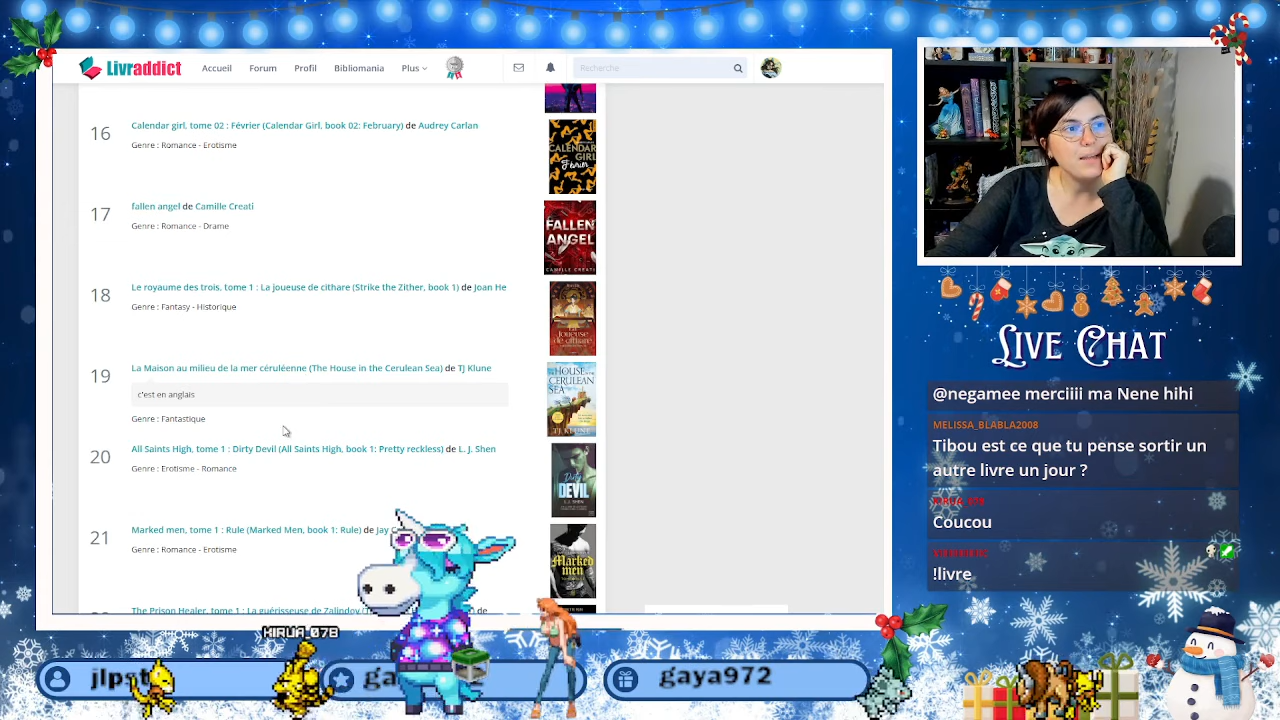 Livraddict
Accueil
Forum
Profil
Bibliomania
Plus
Recherche
16
Calendar girl, tome 02 : Février (Calendar Girl, book 02: February) de Audrey Carlan
Genre : Romance - Erotisme
CALENDAR
GIRL
Février
17
fallen angel de Camille Creati
Genre : Romance - Drame
FALLEN
ANGEL
CAMILLE CREATI
18
Le royaume des trois, tome 1 : La joueuse de cithare (Strike the Zither, book 1) de Joan He
Genre : Fantasy - Historique
La
Joueuse
de cithare
19
La Maison au milieu de la mer céruléenne (The House in the Cerulean Sea) de TJ Klune
c'est en anglais
Genre : Fantastique
THE HOUSE
IN THE
CERULEAN
SEA
TJ KLUNE
20
All Saints High, tome 1 : Dirty Devil (All Saints High, book 1: Pretty reckless) de L. J. Shen
Genre : Erotisme - Romance
Dirty
DEVIL
L.J. SHEN
21
Marked men, tome 1 : Rule (Marked Men, book 1: Rule) de Jay
Genre : Romance - Erotisme
Marked
men
The Prison Healer, tome 1 : La guérisseuse de Zalindov de
LIVE CHAT
@negamee merciiii ma Nene hihi
MELISSA_BLABLA2008
Tibou est ce que tu pense sortir un
autre livre un jour ?
KIRUA_078
Coucou
!livre
KIRUA_078
jlpst
ga
gaya972